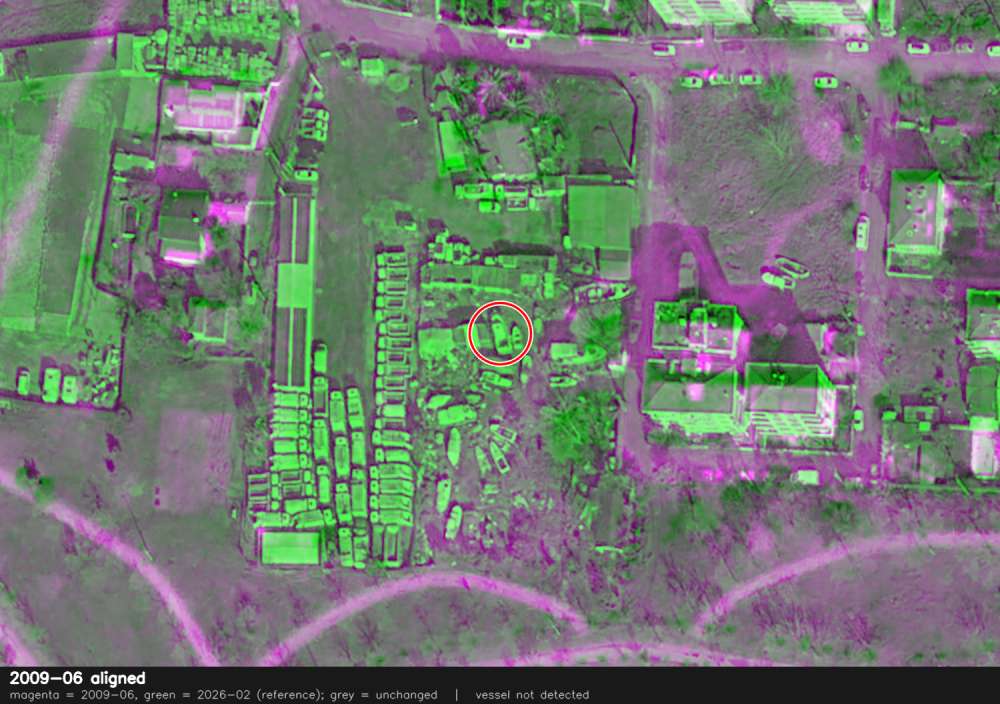 2009-06 aligned
magenta = 2009-06, green = 2026-02 (reference); grey = unchanged | vessel not detected